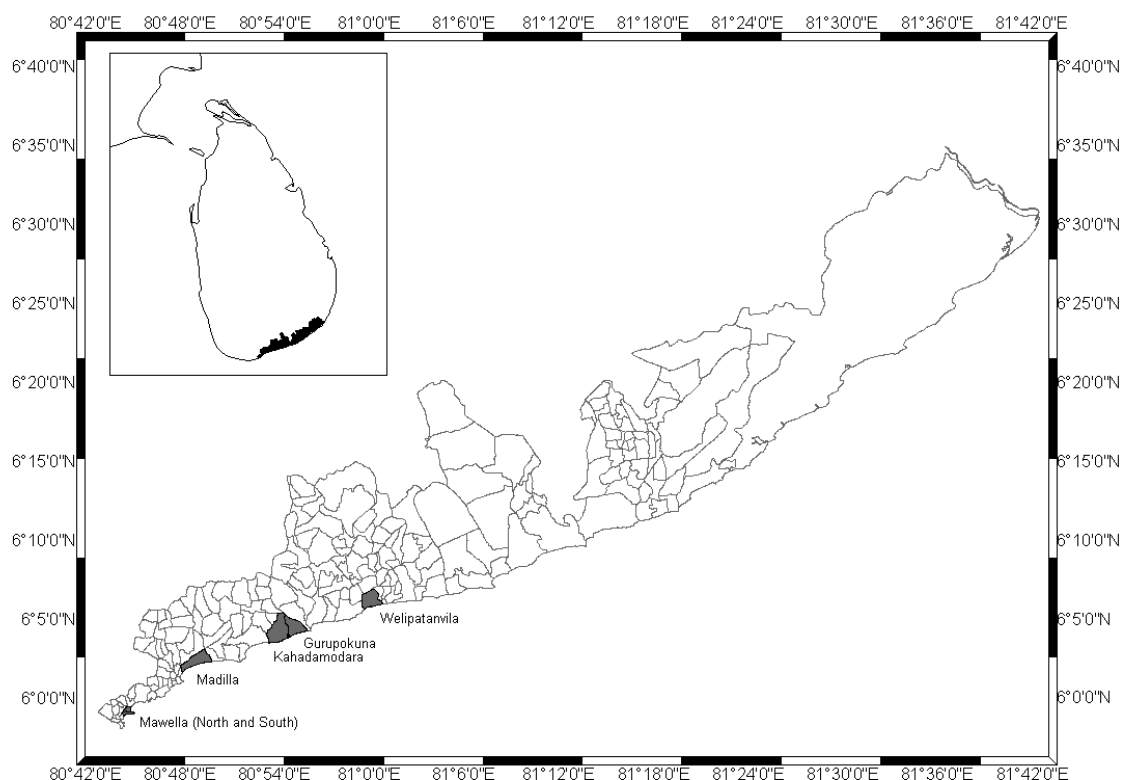 80°42'0"E 80°48'0"E 80°54'0"E 81°0'0"E 81°6'0"E 81°12'0"E 81°18'0"E 81°24'0"E 81°30'0"E 81°36'0"E 81°42'0"E
6°40'0"N 6°40'0"N
6°35'0"N 6°35'0"N
6°30'0"N 6°30'0"N
6°25'0"N 6°25'0"N
6°20'0"N 6°20'0"N
6°15'0"N 6°15'0"N
6°10'0"N 6°10'0"N
6°5'0"N 6°5'0"N
Welipatanvila
Gurupokuna
Kahadamodara
Madilla
6°0'0"N 6°0'0"N
Mawella (North and South)
80°42'0"E 80°48'0"E 80°54'0"E 81°0'0"E 81°6'0"E 81°12'0"E 81°18'0"E 81°24'0"E 81°30'0"E 81°36'0"E 81°42'0"E